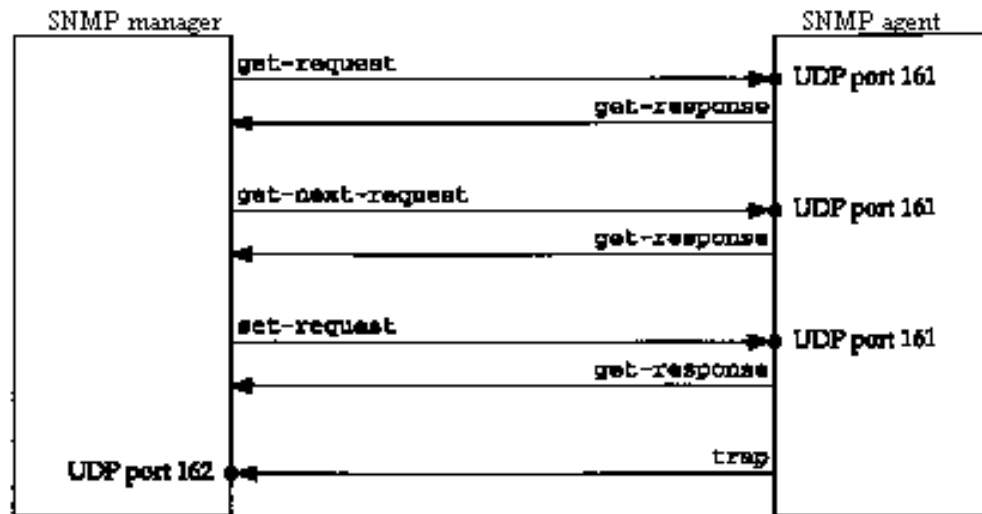 SNMP manager
SNMP agent
get-request
UDP port 161
get-response
get-next-request
UDP port 161
get-response
set-request
UDP port 161
get-response
trap
UDP port 162